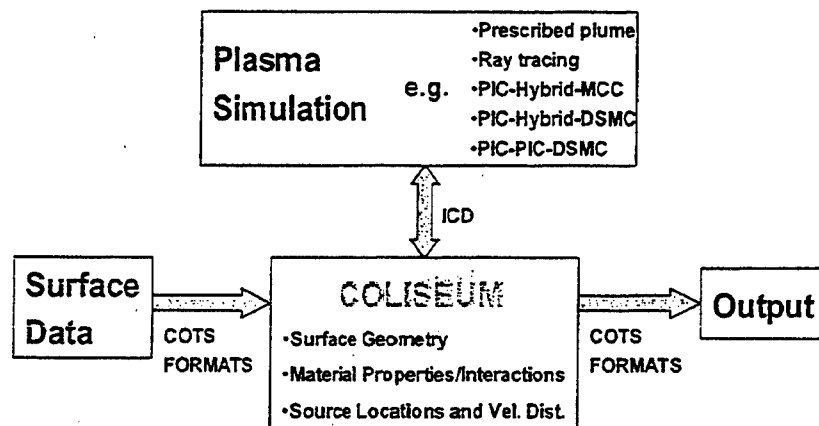 Plasma
Simulation
e.g.
•Prescribed plume
•Ray tracing
•PIC-Hybrid-MCC
•PIC-Hybrid-DSMC
•PIC-PIC-DSMC
ICD
Surface
Data
COTS
FORMATS
COLISEUM
•Surface Geometry
•Material Properties/Interactions
•Source Locations and Vel. Dist.
COTS
FORMATS
Output